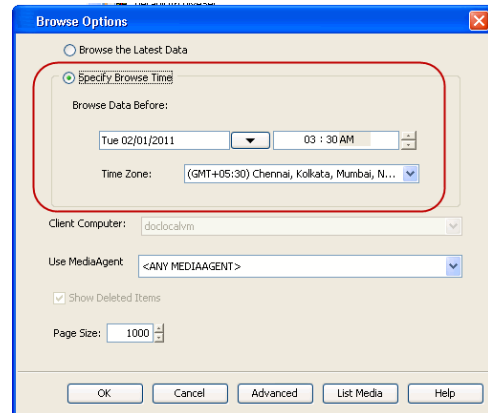 Browse Options
Browse the Latest Data
Specify Browse Time
Browse Data Before:
Tue 02/01/2011
03 : 30 AM
Time Zone:
(GMT+05:30) Chennai, Kolkata, Mumbai, N...
Client Computer:
doclocalvm
Use MediaAgent
<ANY MEDIAAGENT>
Show Deleted Items
Page Size:
1000
OK
Cancel
Advanced
List Media
Help